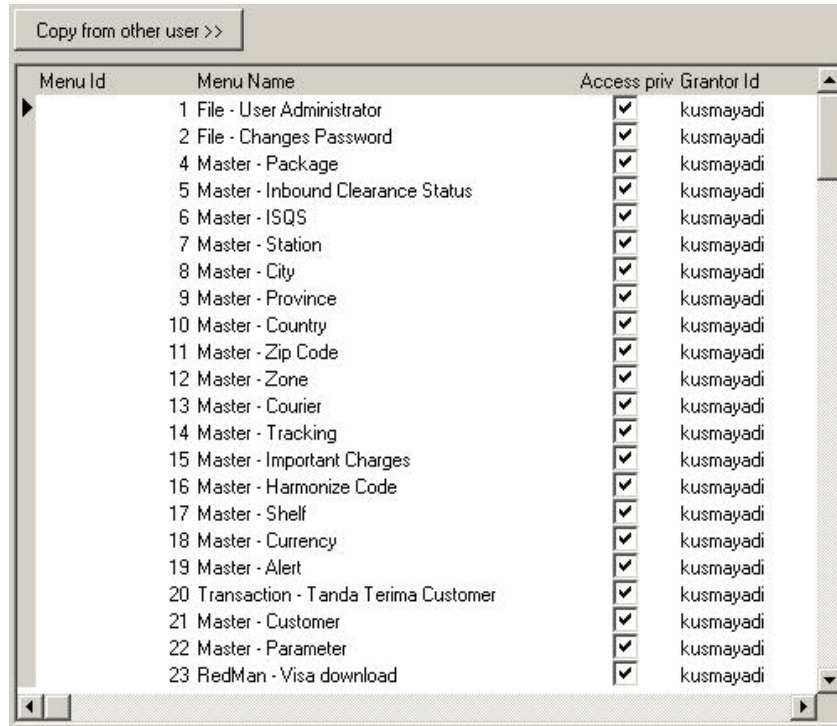 Copy from other user >>
Menu Id Menu Name Access priv Grantor Id
1 File - User Administrator kusmayadi
2 File - Changes Password kusmayadi
4 Master - Package kusmayadi
5 Master - Inbound Clearance Status kusmayadi
6 Master - ISQS kusmayadi
7 Master - Station kusmayadi
8 Master - City kusmayadi
9 Master - Province kusmayadi
10 Master - Country kusmayadi
11 Master - Zip Code kusmayadi
12 Master - Zone kusmayadi
13 Master - Courier kusmayadi
14 Master - Tracking kusmayadi
15 Master - Important Charges kusmayadi
16 Master - Harmonize Code kusmayadi
17 Master - Shelf kusmayadi
18 Master - Currency kusmayadi
19 Master - Alert kusmayadi
20 Transaction - Tanda Terima Customer kusmayadi
21 Master - Customer kusmayadi
22 Master - Parameter kusmayadi
23 RedMan - Visa download kusmayadi